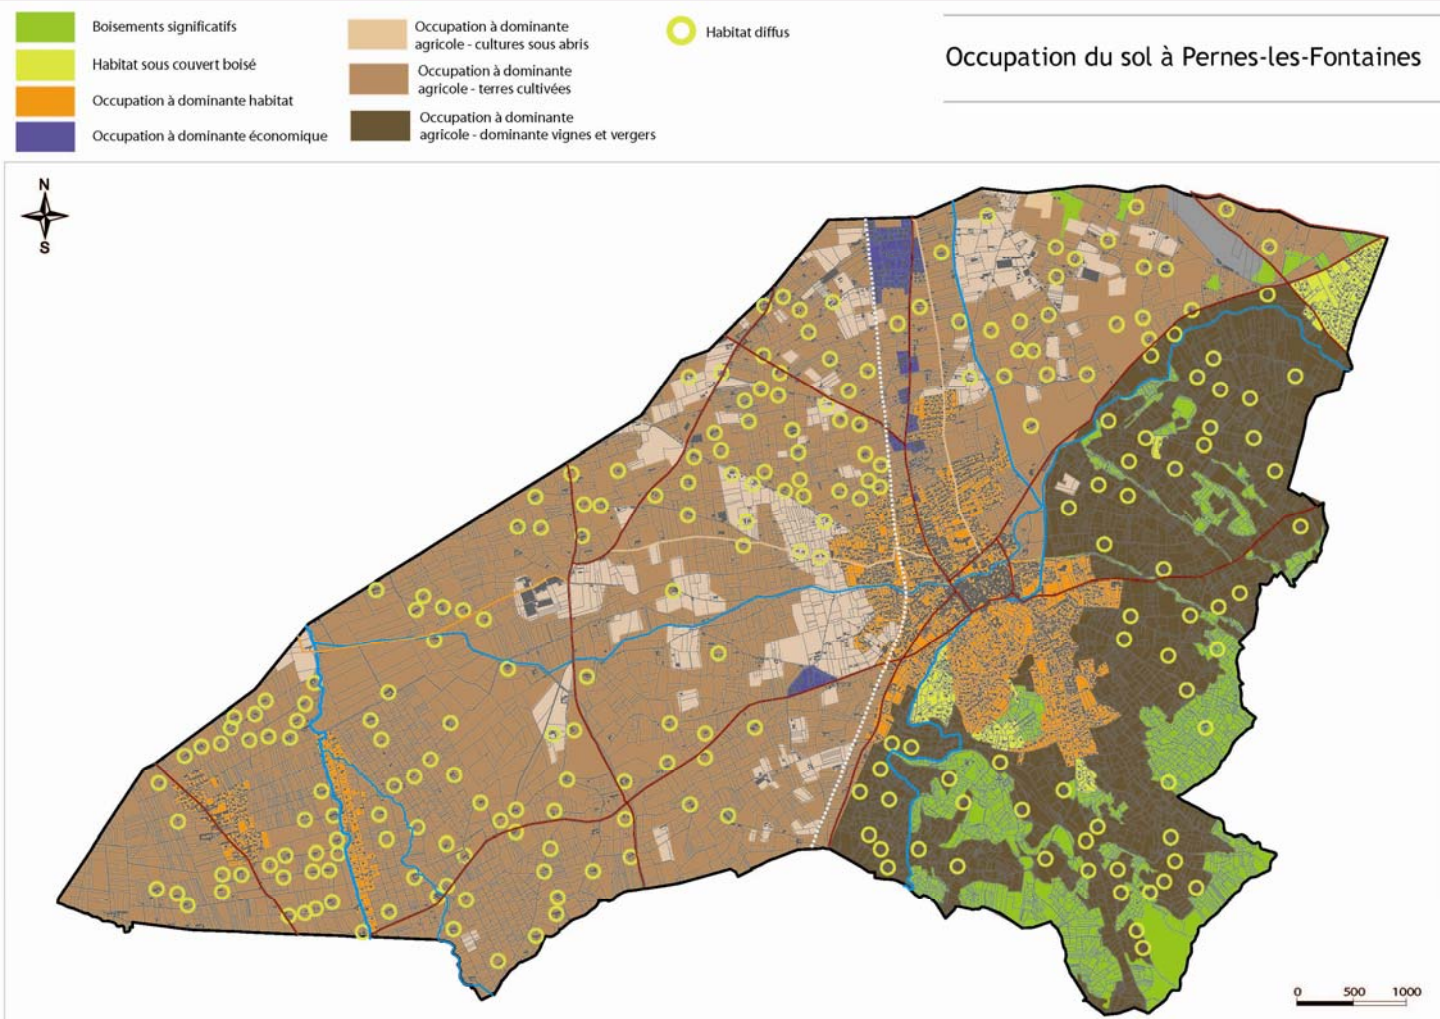 Boisements significatifs
Habitat sous couvert boisé
Occupation à dominante habitat
Occupation à dominante économique
Occupation à dominante
agricole - cultures sous abris
Occupation à dominante
agricole - terres cultivées
Occupation à dominante
agricole - dominante vignes et vergers
Habitat diffus
Occupation du sol à Pernes-les-Fontaines
N
S
0 500 1000